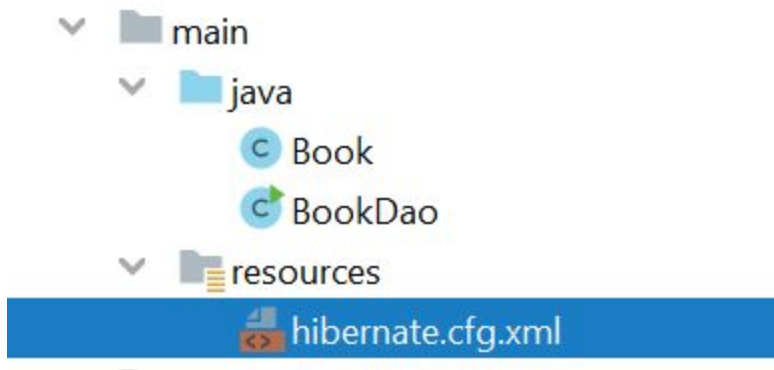 main
java
C Book
C BookDao
resources
<> hibernate.cfg.xml